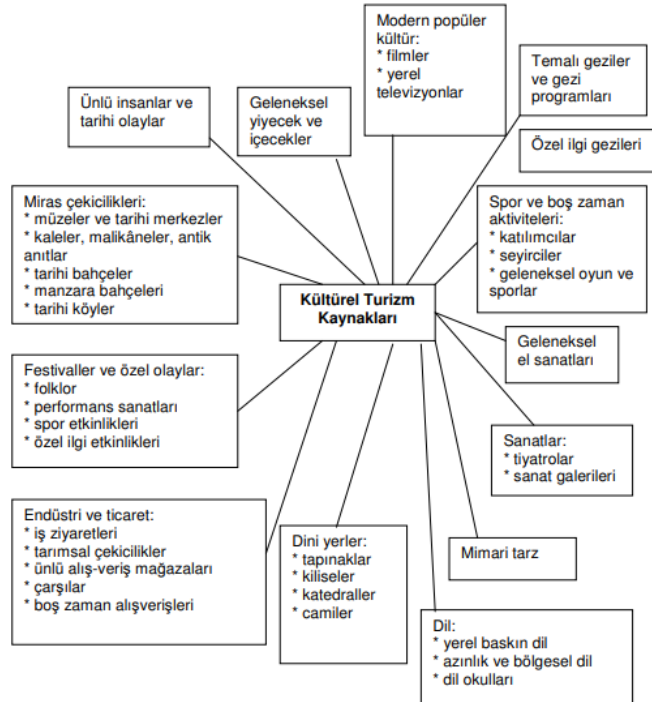 Modern popüler
kültür:
* filmler
* yerel
televizyonlar
Temalı geziler
ve gezi
programları
Ünlü insanlar ve
tarihi olaylar
Geleneksel
yiyecek ve
içecekler
Özel ilgi gezileri
Miras çekicilikleri:
* müzeler ve tarihi merkezler
* kaleler, malikâneler, antik
anıtlar
* tarihi bahçeler
* manzara bahçeleri
* tarihi köyler
Spor ve boş zaman
aktiviteleri:
* katılımcılar
* seyirciler
* geleneksel oyun ve
sporlar
Kültürel Turizm
Kaynakları
Geleneksel
el sanatları
Festivaller ve özel olaylar:
* folklor
* performans sanatları
* spor etkinlikleri
* özel ilgi etkinlikleri
Sanatlar:
* tiyatrolar
* sanat galerileri
Endüstri ve ticaret:
* iş ziyaretleri
* tarımsal çekicilikler
* ünlü alış-veriş mağazaları
* çarşılar
* boş zaman alışverişleri
Dini yerler:
* tapınaklar
* kiliseler
* katedraller
* camiler
Mimari tarz
Dil:
* yerel baskın dil
* azınlık ve bölgesel dil
* dil okulları